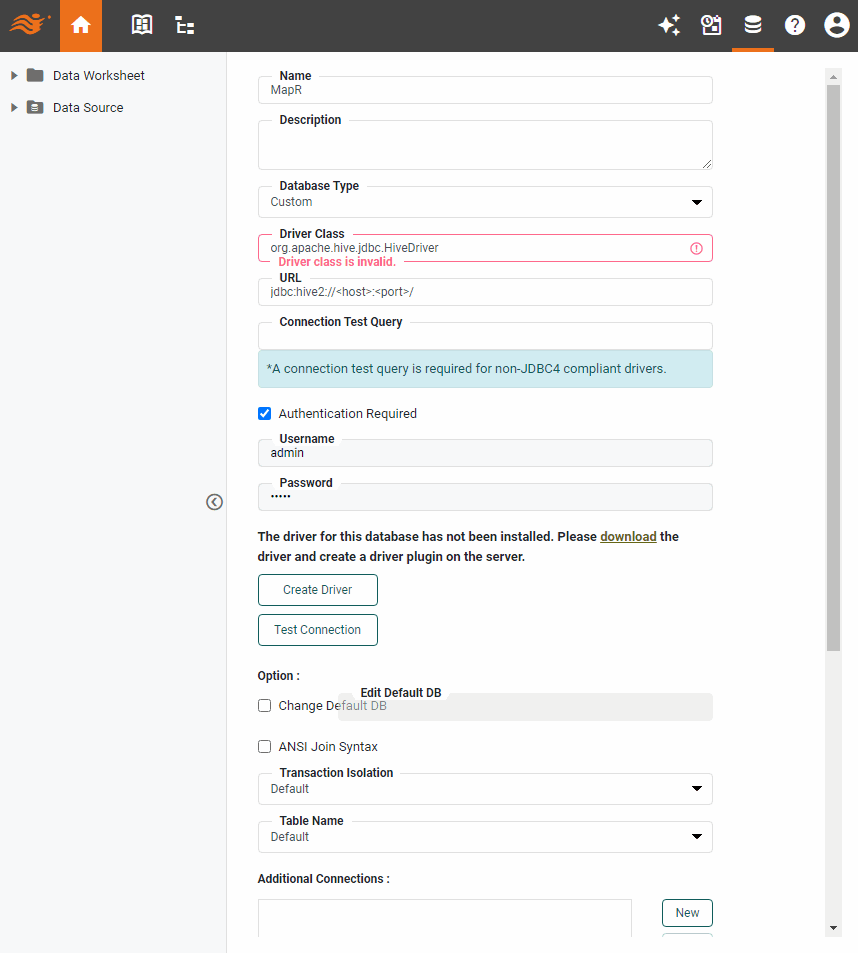 Data Worksheet
Data Source
Name
MapR
Description
Database Type
Custom
Driver Class
org.apache.hive.jdbc.HiveDriver
Driver class is invalid.
URL
jdbc:hive2://<host>:<port>/
Connection Test Query
*A connection test query is required for non-JDBC4 compliant drivers.
Authentication Required
Username
admin
Password
•••••
The driver for this database has not been installed. Please download the
driver and create a driver plugin on the server.
Create Driver
Test Connection
Option :
Edit Default DB
Change Default DB
ANSI Join Syntax
Transaction Isolation
Default
Table Name
Default
Additional Connections :
New